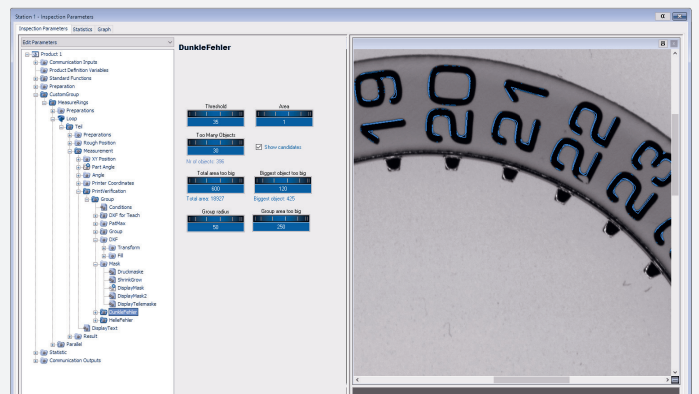 Station 1 - Inspection Parameters
Inspection Parameters Statistics Graph
Edit Parameters
Product 1
Communication Inputs
Product Definition Variables
Standard Functions
Preparation
CustomGroup
MeasureRings
Preparations
Loop
Teil
Preparations
Rough Position
Measurement
XY Position
Part Angle
Angle
Printer Coordinates
PrintVerification
Group
Conditions
DXF for Teach
PatMax
Group
DXF
Transform
Fill
Mask
Druckmaske
ShrinkGrow
DisplayMask
DisplayMask2
DisplayTeilemaske
DunkleFehler
HelleFehler
DisplayText
Result
Parallel
Statistic
Communication Outputs
DunkleFehler
Threshold Area
35 1
Too Many Objects
30
Show candidates
Nr of objects: 396
Total area too big Biggest object too big
600 120
Total area: 18927 Biggest object: 425
Group radius Group area too big
50 250
19 20 21 22 23